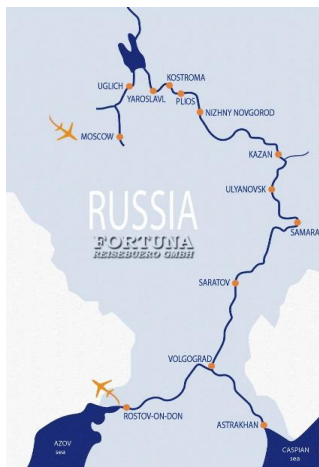 KOSTROMA
UGLICH
YAROSLAVL
PLIOS
NIZHNY NOVGOROD
MOSCOW
KAZAN
ULYANOVSK
RUSSIA
SAMARA
FORTUNA
REISEBUERO GMBH
SARATOV
VOLGOGRAD
ROSTOV-ON-DON
ASTRAKHAN
AZOV
sea
CASPIAN
sea